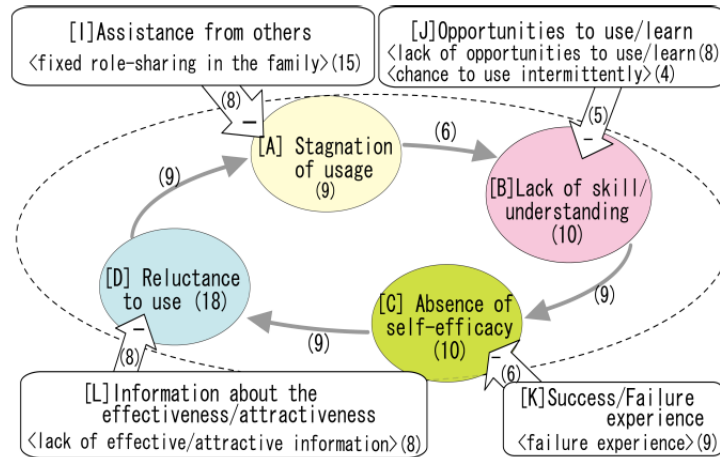 [I]Assistance from others
<fixed role-sharing in the family>(15)
[J]Opportunities to use/learn
<lack of opportunities to use/learn(8)
<chance to use intermittently>(4)
(8)
−
(5)
−
[A] Stagnation
of usage
(9)
(6)
[B]Lack of skill/
understanding
(10)
(9)
[D] Reluctance
to use (18)
(9)
[C] Absence of
self-efficacy
(10)
(9)
−
(8)
−
(6)
[L]Information about the
effectiveness/attractiveness
<lack of effective/attractive information>(8)
[K]Success/Failure
experience
<failure experience>(9)